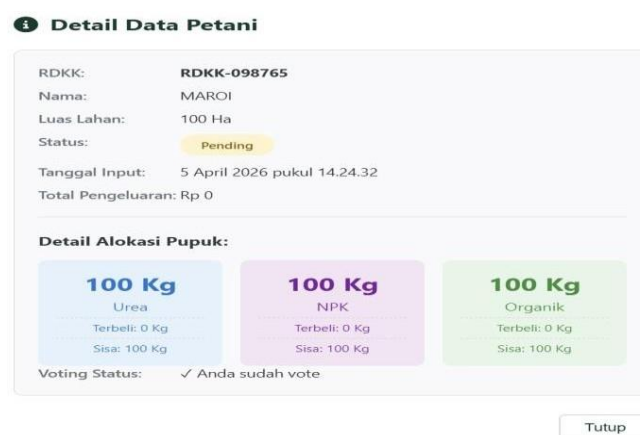 Detail Data Petani
RDKK: RDKK-098765
Nama: MAROI
Luas Lahan: 100 Ha
Status: Pending
Tanggal Input: 5 April 2026 pukul 14.24.32
Total Pengeluaran: Rp 0
Detail Alokasi Pupuk:
100 Kg 100 Kg 100 Kg
Urea NPK Organik
Terbeli: 0 Kg Terbeli: 0 Kg Terbeli: 0 Kg
Sisa: 100 Kg Sisa: 100 Kg Sisa: 100 Kg
Voting Status: ✓ Anda sudah vote
Tutup